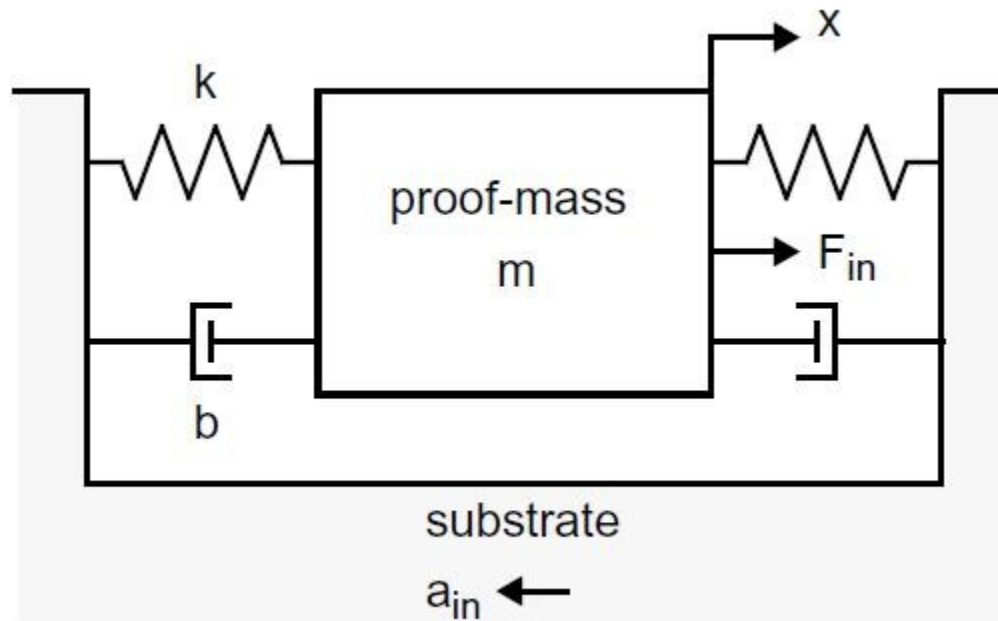 x
k
proof-mass
m
F_in
b
substrate
a_in